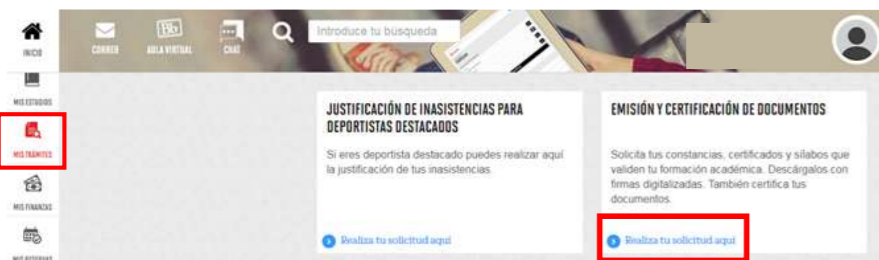 INICIO
CORREO
Bb
AULA VIRTUAL
CHAT
Introduce tu búsqueda
MIS ESTUDIOS
MIS TRÁMITES
MIS FINANZAS
MIS RESERVAS
JUSTIFICACIÓN DE INASISTENCIAS PARA
DEPORTISTAS DESTACADOS
Si eres deportista destacado puedes realizar aquí
la justificación de tus inasistencias.
Realiza tu solicitud aquí
EMISIÓN Y CERTIFICACIÓN DE DOCUMENTOS
Solicita tus constancias, certificados y sílabos que
validen tu formación académica. Descárgalos con
firmas digitalizadas. También certifica tus
documentos.
Realiza tu solicitud aquí